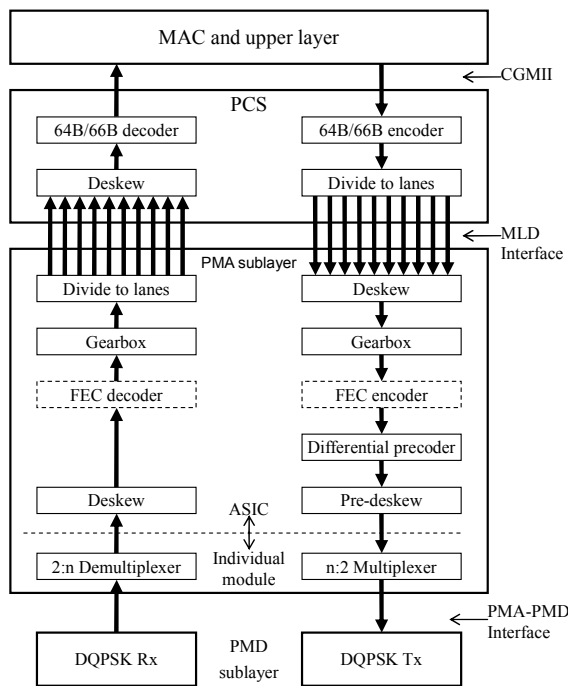 MAC and upper layer
CGMII
PCS
64B/66B decoder
64B/66B encoder
Deskew
Divide to lanes
MLD
Interface
PMA sublayer
Divide to lanes
Deskew
Gearbox
Gearbox
FEC decoder
FEC encoder
Differential precoder
Deskew
ASIC
Pre-deskew
2:n Demultiplexer
Individual
module
n:2 Multiplexer
PMA-PMD
Interface
DQPSK Rx
PMD
sublayer
DQPSK Tx